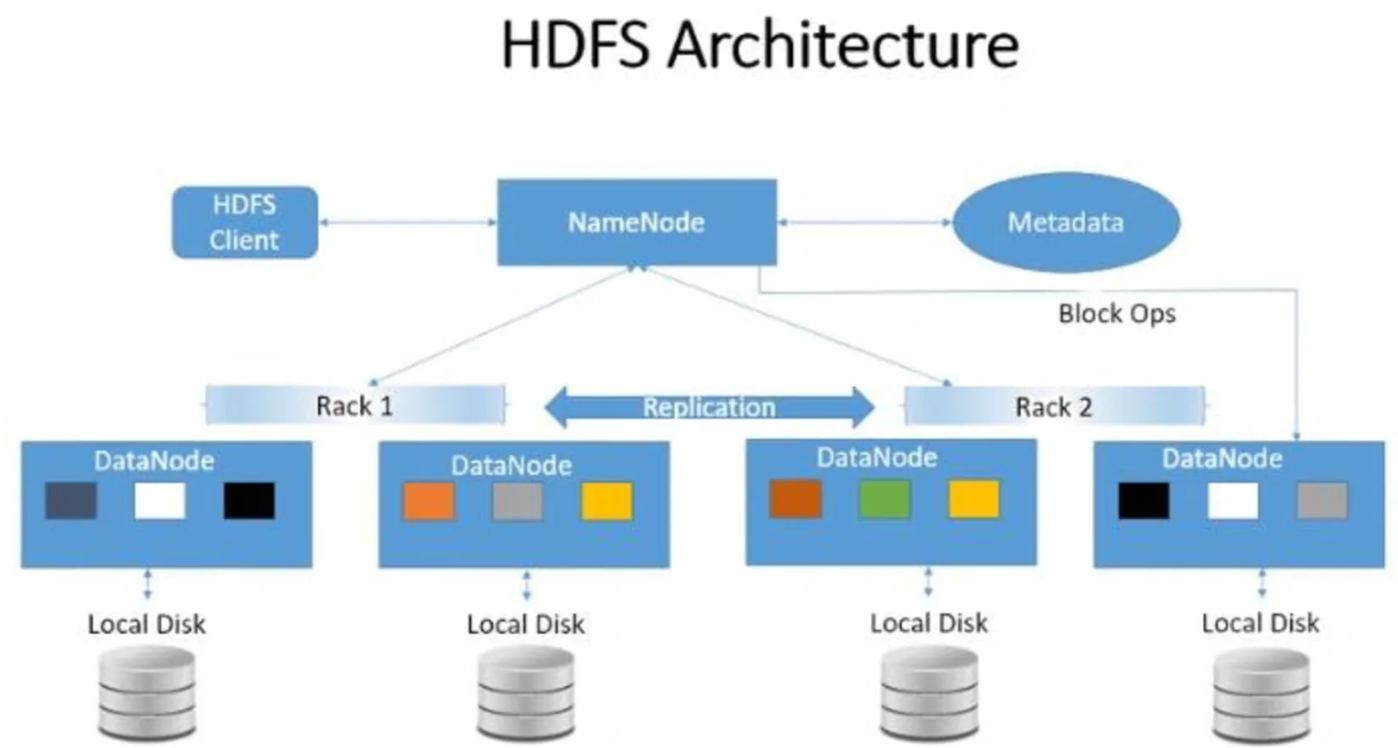 HDFS Architecture
HDFS
Client
NameNode
Metadata
Block Ops
Rack 1
Replication
Rack 2
DataNode
DataNode
DataNode
DataNode
Local Disk
Local Disk
Local Disk
Local Disk